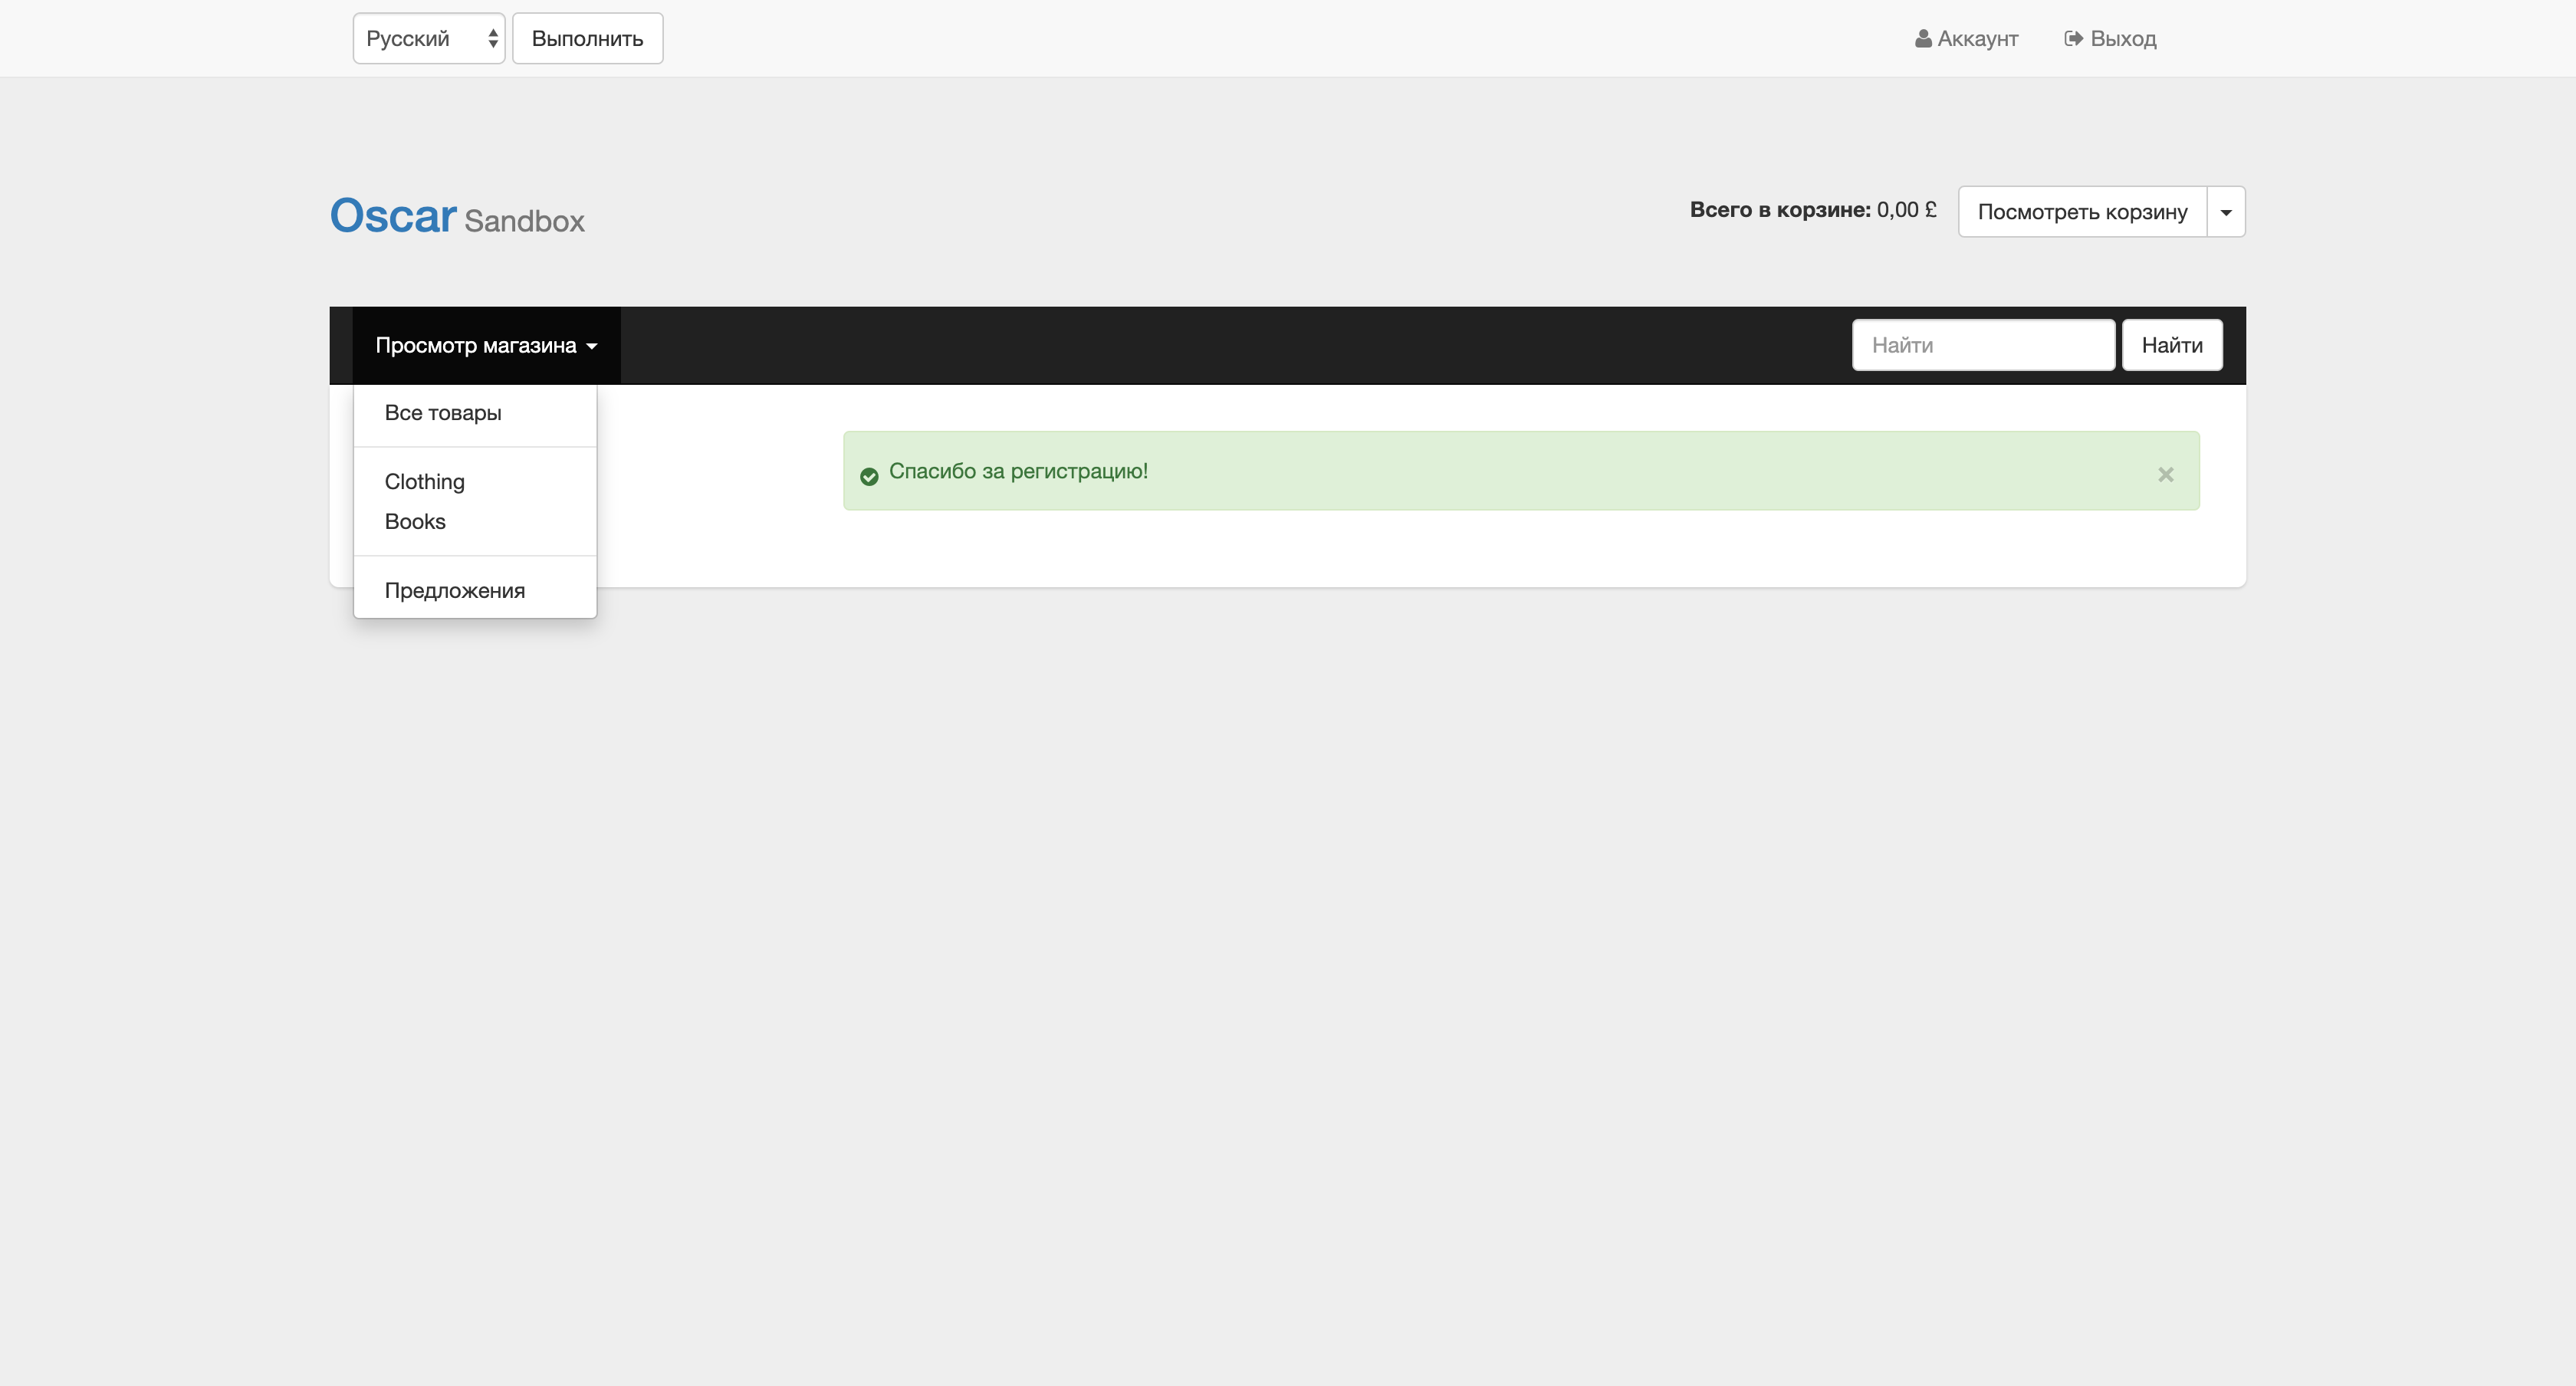 Русский Выполнить Аккаунт Выход
Oscar Sandbox Всего в корзине: 0,00 £ Посмотреть корзину
Просмотр магазина Найти Найти
Все товары
Спасибо за регистрацию! ×
Clothing
Books
Предложения